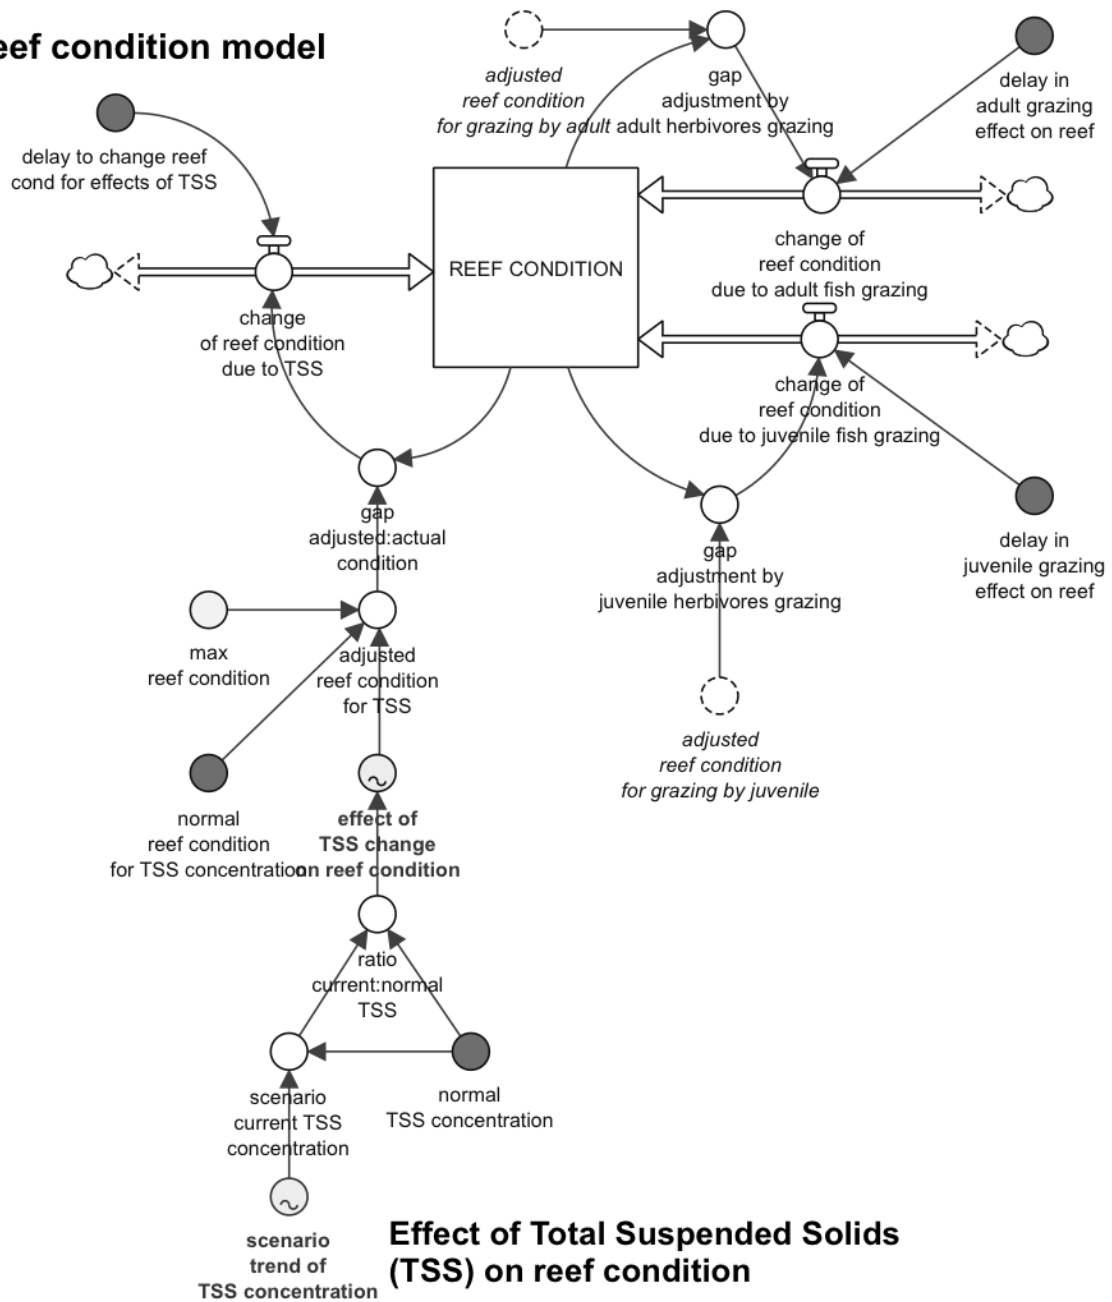 eef condition model
adjusted
reef condition
for grazing by adult
gap
adjustment by
adult herbivores grazing
delay in
adult grazing
effect on reef
delay to change reef
cond for effects of TSS
REEF CONDITION
change of
reef condition
due to adult fish grazing
change
of reef condition
due to TSS
change of
reef condition
due to juvenile fish grazing
gap
adjusted:actual
condition
gap
adjustment by
juvenile herbivores grazing
delay in
juvenile grazing
effect on reef
max
reef condition
adjusted
reef condition
for TSS
adjusted
reef condition
for grazing by juvenile
normal
reef condition
for TSS concentration
effect of
TSS change
on reef condition
ratio
current:normal
TSS
scenario
current TSS
concentration
normal
TSS concentration
scenario
trend of
TSS concentration
Effect of Total Suspended Solids
(TSS) on reef condition